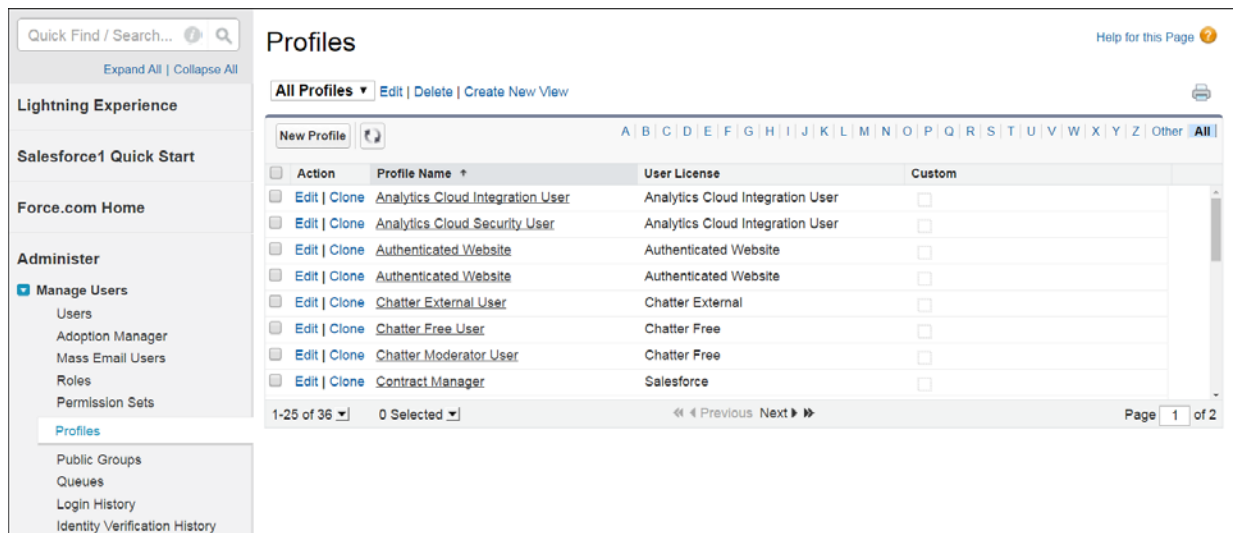 Quick Find / Search...
Expand All | Collapse All
Lightning Experience
Salesforce1 Quick Start
Force.com Home
Administer
Manage Users
Users
Adoption Manager
Mass Email Users
Roles
Permission Sets
Profiles
Public Groups
Queues
Login History
Identity Verification History
Profiles
Help for this Page ?
All Profiles Edit | Delete | Create New View
New Profile A | B | C | D | E | F | G | H | I | J | K | L | M | N | O | P | Q | R | S | T | U | V | W | X | Y | Z | Other | All
Action Profile Name User License Custom
Edit | Clone Analytics Cloud Integration User Analytics Cloud Integration User
Edit | Clone Analytics Cloud Security User Analytics Cloud Integration User
Edit | Clone Authenticated Website Authenticated Website
Edit | Clone Authenticated Website Authenticated Website
Edit | Clone Chatter External User Chatter External
Edit | Clone Chatter Free User Chatter Free
Edit | Clone Chatter Moderator User Chatter Free
Edit | Clone Contract Manager Salesforce
1-25 of 36 0 Selected Previous Next Page 1 of 2